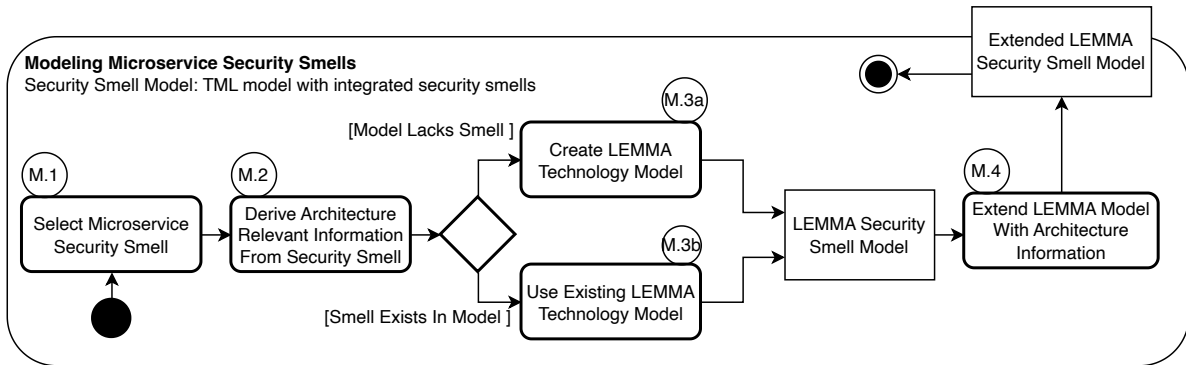 Modeling Microservice Security Smells
Security Smell Model: TML model with integrated security smells
Extended LEMMA
Security Smell Model
M.1
Select Microservice
Security Smell
M.2
Derive Architecture
Relevant Information
From Security Smell
[Model Lacks Smell ]
M.3a
Create LEMMA
Technology Model
[Smell Exists In Model ]
M.3b
Use Existing LEMMA
Technology Model
LEMMA Security
Smell Model
M.4
Extend LEMMA Model
With Architecture
Information